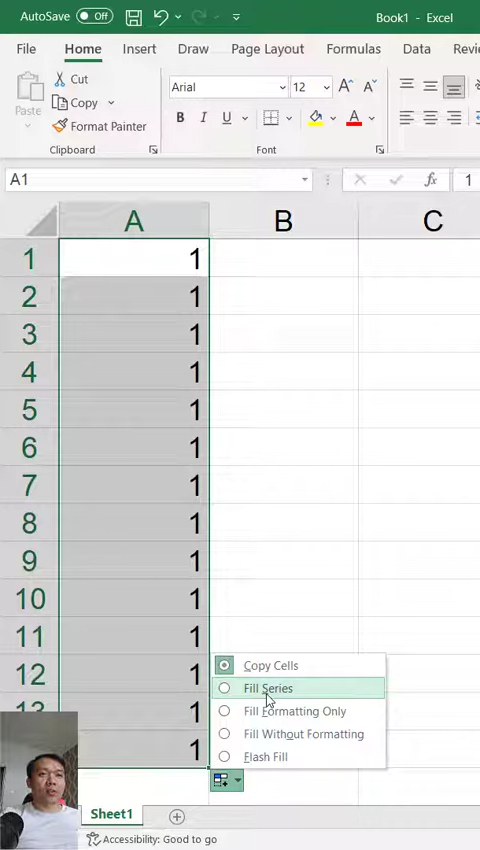 AutoSave Off Book1 - Excel
File Home Insert Draw Page Layout Formulas Data
Paste
Cut
Copy
Format Painter
Clipboard
Arial 12 A A
B I U A
Font
A1 fx 1
A B C
1 1
2 1
3 1
4 1
5 1
6 1
7 1
8 1
9 1
10 1
11 1
12 1
13 1
1
Copy Cells
Fill Series
Fill Formatting Only
Fill Without Formatting
Flash Fill
Sheet1
Accessibility: Good to go